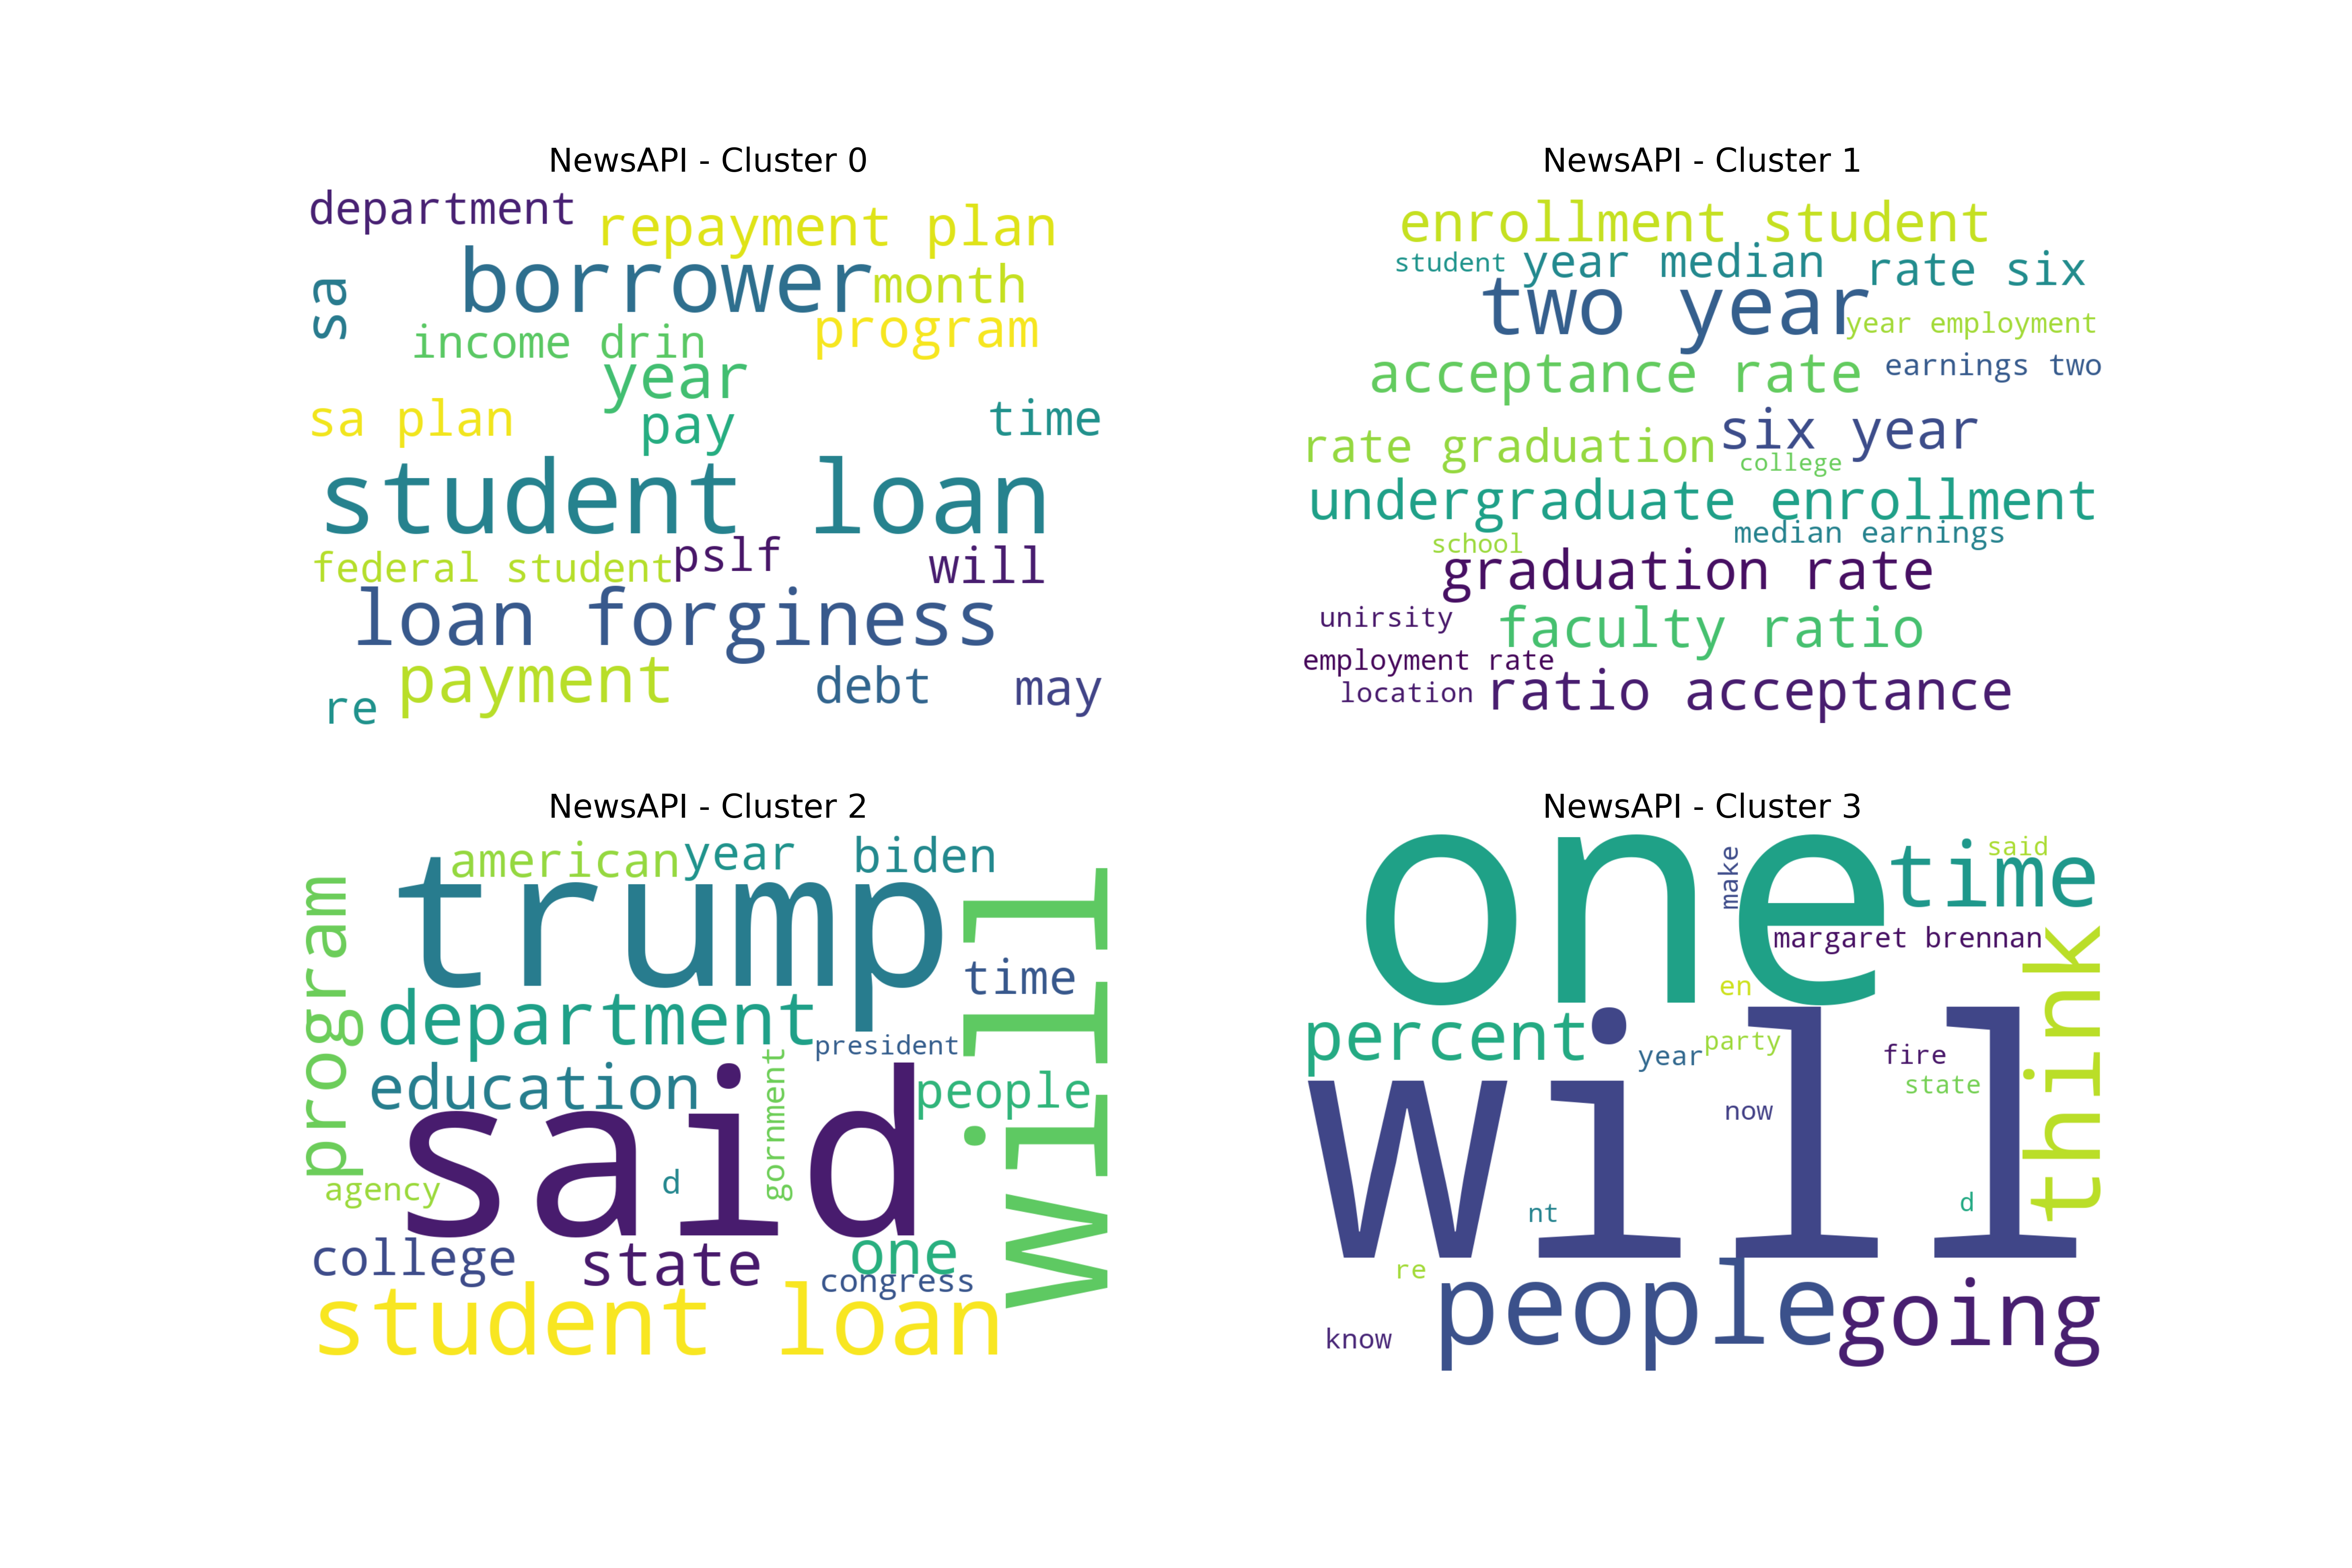 NewsAPI - Cluster 0
department
repayment plan
borrower
month
sa
program
income drin
year
sa plan
pay
time
student loan
federal student
pslf
will
loan forginess
payment
debt
may
re
NewsAPI - Cluster 1
enrollment student
student
year median
rate six
two year
year employment
acceptance rate
earnings two
rate graduation
six year
college
undergraduate enrollment
median earnings
school
graduation rate
unirsity
faculty ratio
employment rate
location
ratio acceptance
NewsAPI - Cluster 2
american
year
biden
trump
program
will
time
department
president
education
gornment
people
said
agency
d
college
state
one
congress
student loan
NewsAPI - Cluster 3
one
make
time
said
margaret brennan
think
en
percent
year
party
fire
state
now
will
nt
d
re
people
going
know